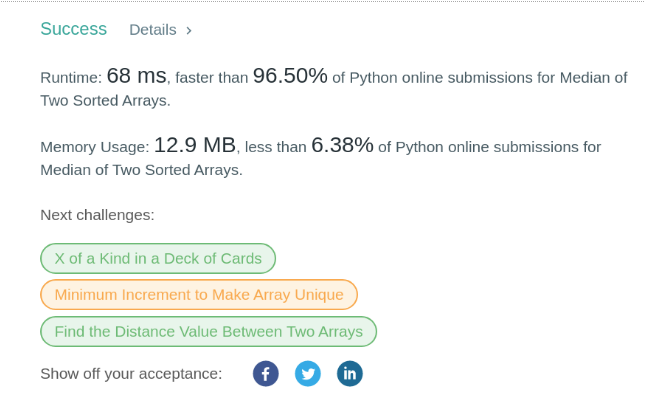 Success Details >
Runtime: 68 ms, faster than 96.50% of Python online submissions for Median of
Two Sorted Arrays.
Memory Usage: 12.9 MB, less than 6.38% of Python online submissions for
Median of Two Sorted Arrays.
Next challenges:
X of a Kind in a Deck of Cards
Minimum Increment to Make Array Unique
Find the Distance Value Between Two Arrays
Show off your acceptance: